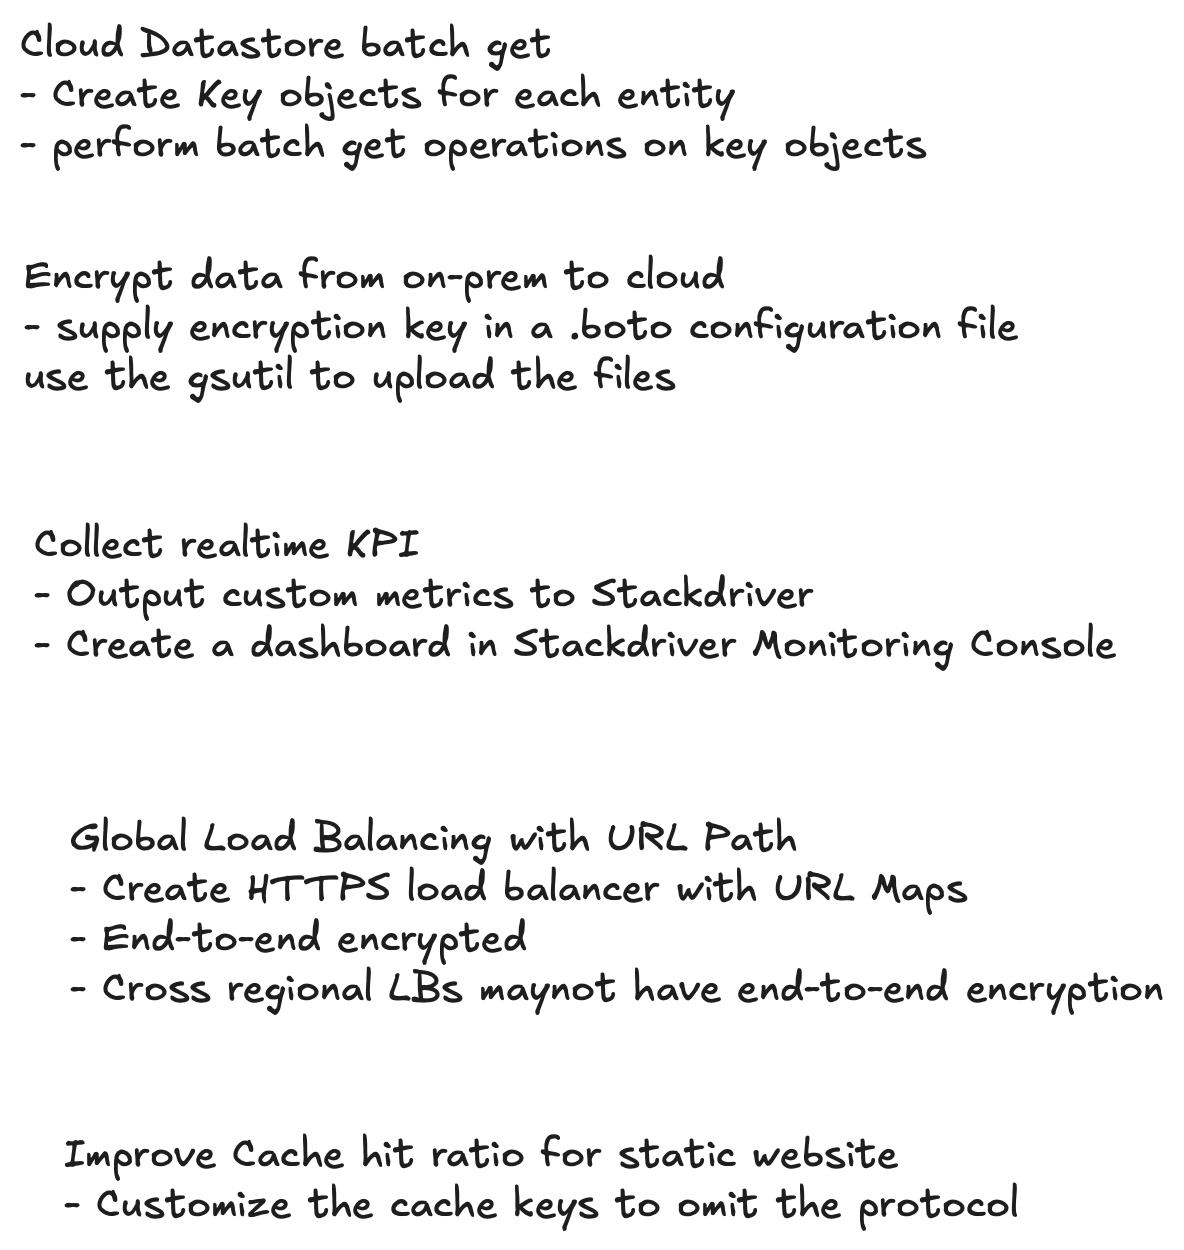 Cloud Datastore batch get
- Create Key objects for each entity
- perform batch get operations on key objects
Encrypt data from on-prem to cloud
- supply encryption key in a .boto configuration file
use the gsutil to upload the files
Collect realtime KPI
- Output custom metrics to Stackdriver
- Create a dashboard in Stackdriver Monitoring Console
Global Load Balancing with URL Path
- Create HTTPS load balancer with URL Maps
- End-to-end encrypted
- Cross regional LBs maynot have end-to-end encryption
Improve Cache hit ratio for static website
- Customize the cache keys to omit the protocol